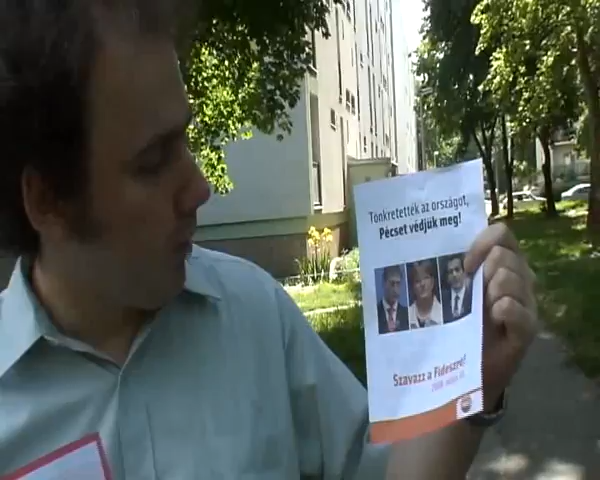 Tönkretették az országot,
Pécset védjük meg!
Szavazz a Fideszre!